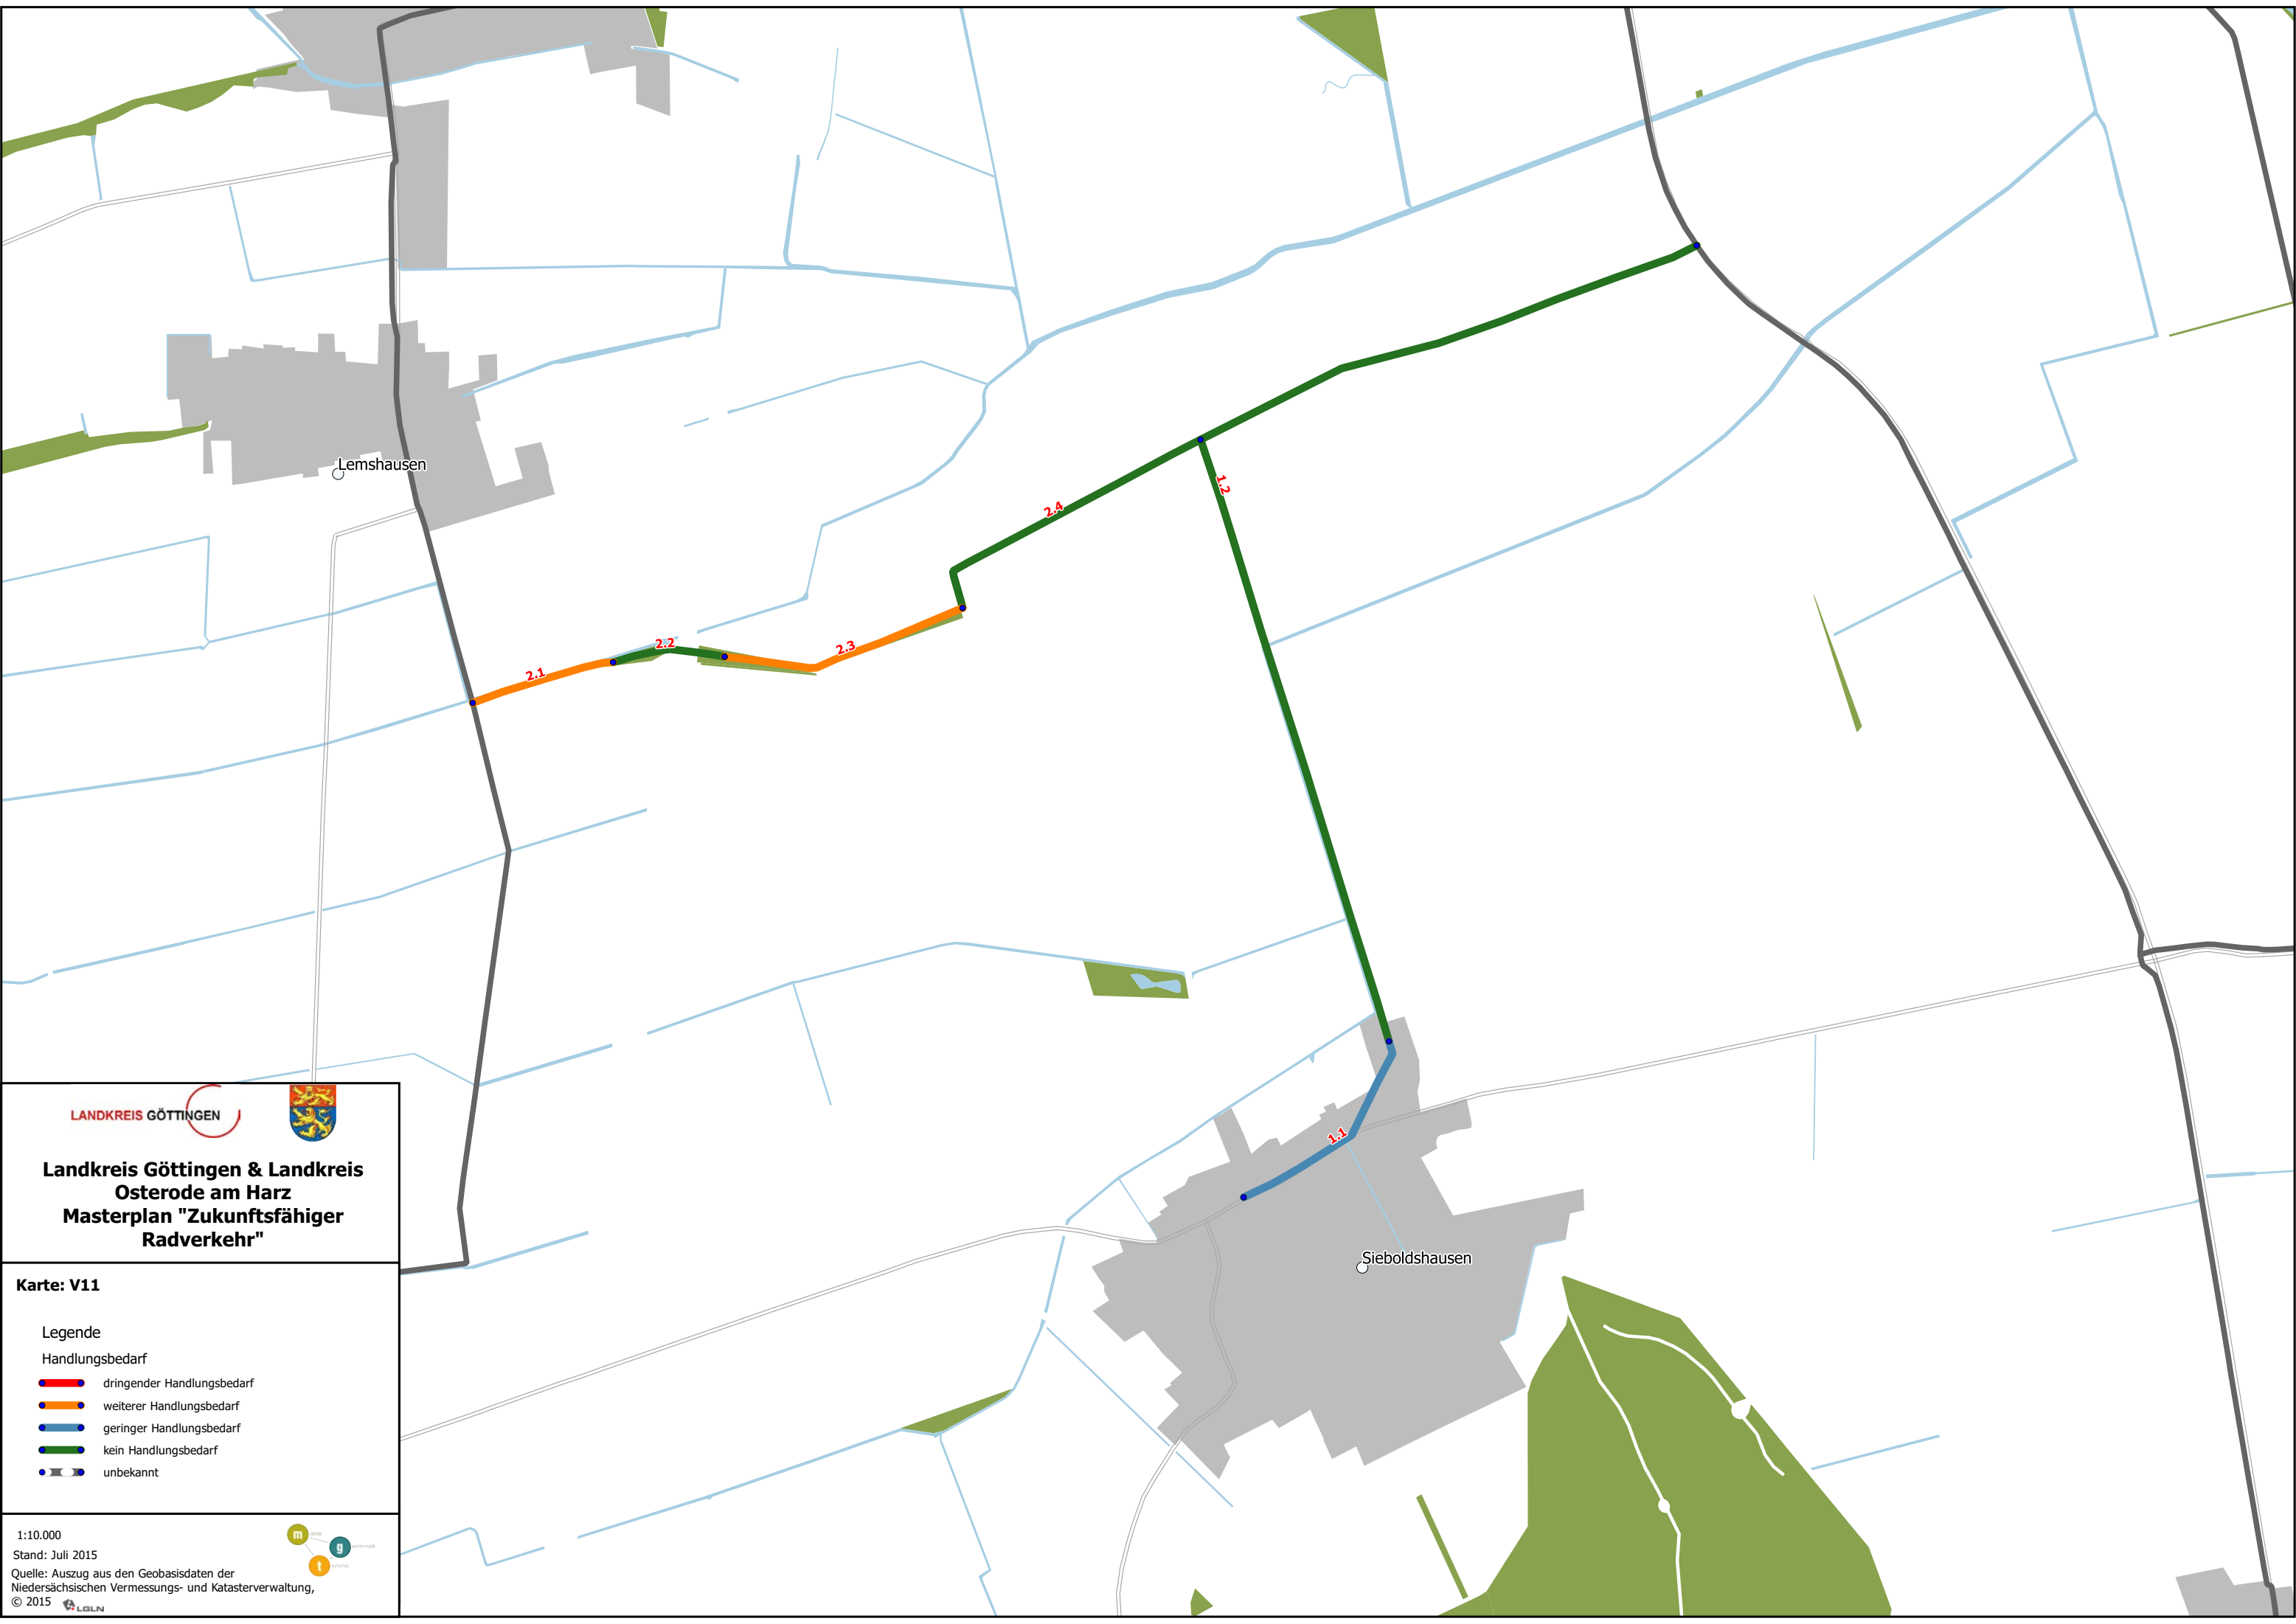 Lemshausen
1.2
2.4
2.2
2.3
2.1
1.1
Sieboldshausen
LANDKREIS GÖTTINGEN
Landkreis Göttingen & Landkreis
Osterode am Harz
Masterplan "Zukunftsfähiger
Radverkehr"
Karte: V11
Legende
Handlungsbedarf
dringender Handlungsbedarf
weiterer Handlungsbedarf
geringer Handlungsbedarf
kein Handlungsbedarf
unbekannt
1:10.000
Stand: Juli 2015
Quelle: Auszug aus den Geobasisdaten der
Niedersächsischen Vermessungs- und Katasterverwaltung,
© 2015 LGLN
m
g
t